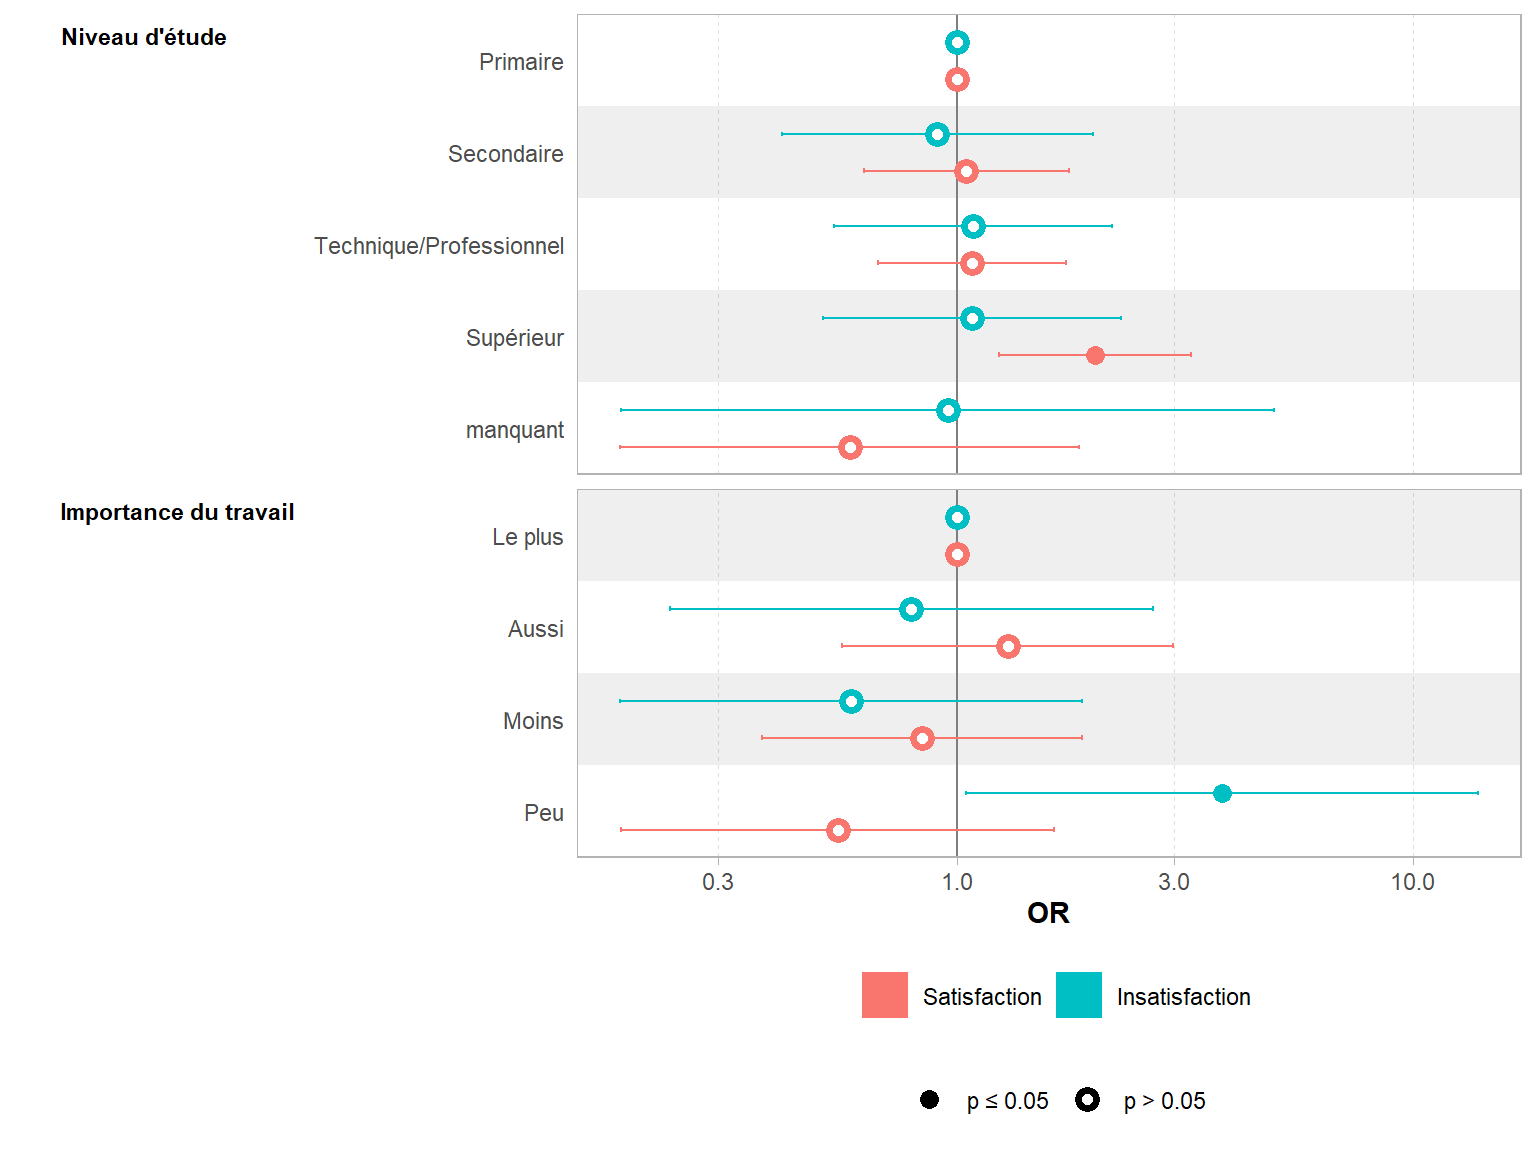 Niveau d'étude
Primaire
Secondaire
Technique/Professionnel
Supérieur
manquant
Importance du travail
Le plus
Aussi
Moins
Peu
0.3 1.0 3.0 10.0
OR
Satisfaction Insatisfaction
p ≤ 0.05 p > 0.05